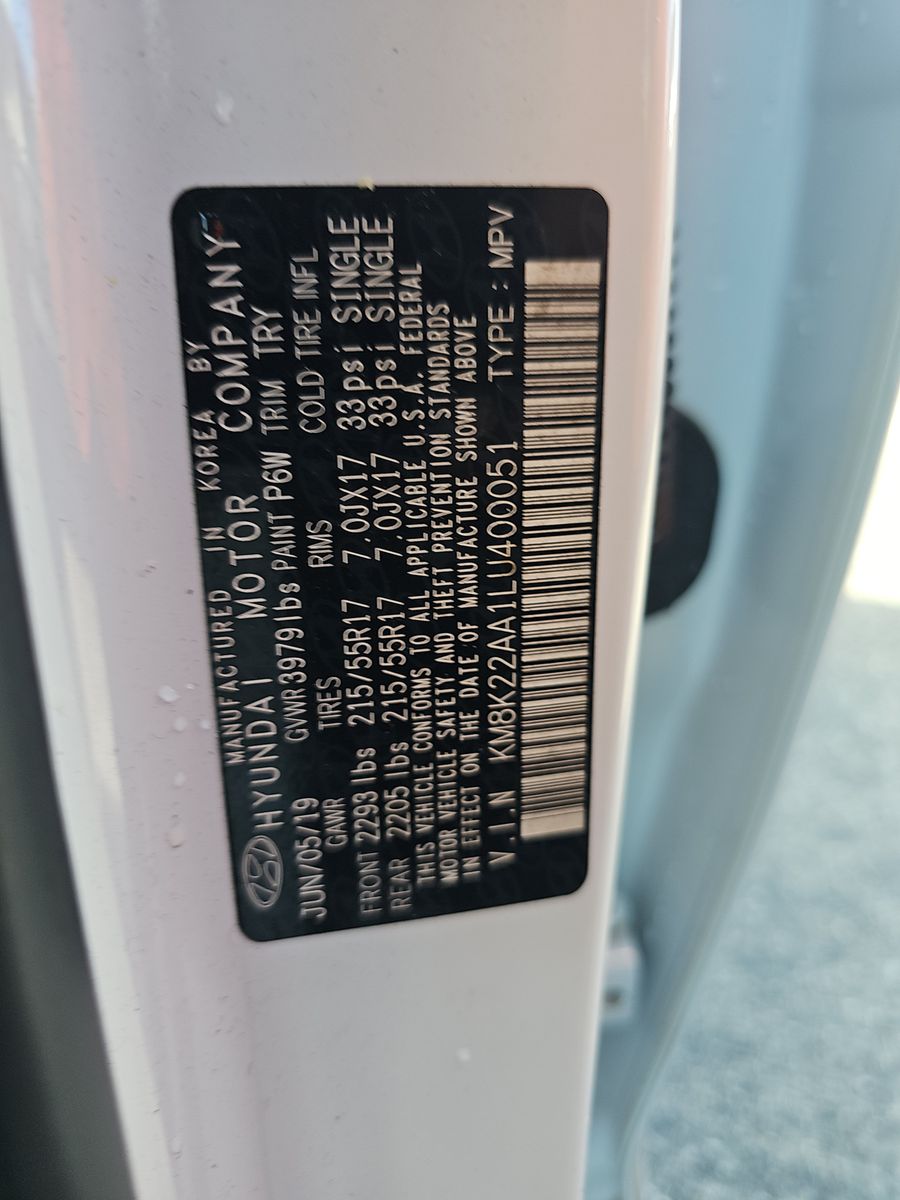 MANUFACTURED IN KOREA BY
HYUNDAI MOTOR COMPANY
JUN/05/19 GVWR 3979 lbs PAINT P6W TRIM TRY
GAWR TIRES RIMS COLD TIRE INFL
FRONT 2293 lbs 215/55R17 7.0JX17 33psi SINGLE
REAR 2205 lbs 215/55R17 7.0JX17 33psi SINGLE
THIS VEHICLE CONFORMS TO ALL APPLICABLE U.S.A. FEDERAL
MOTOR VEHICLE SAFETY AND THEFT PREVENTION STANDARDS
IN EFFECT ON THE DATE OF MANUFACTURE SHOWN ABOVE
V.I.N KM8K22AA1LU400051 TYPE : MPV